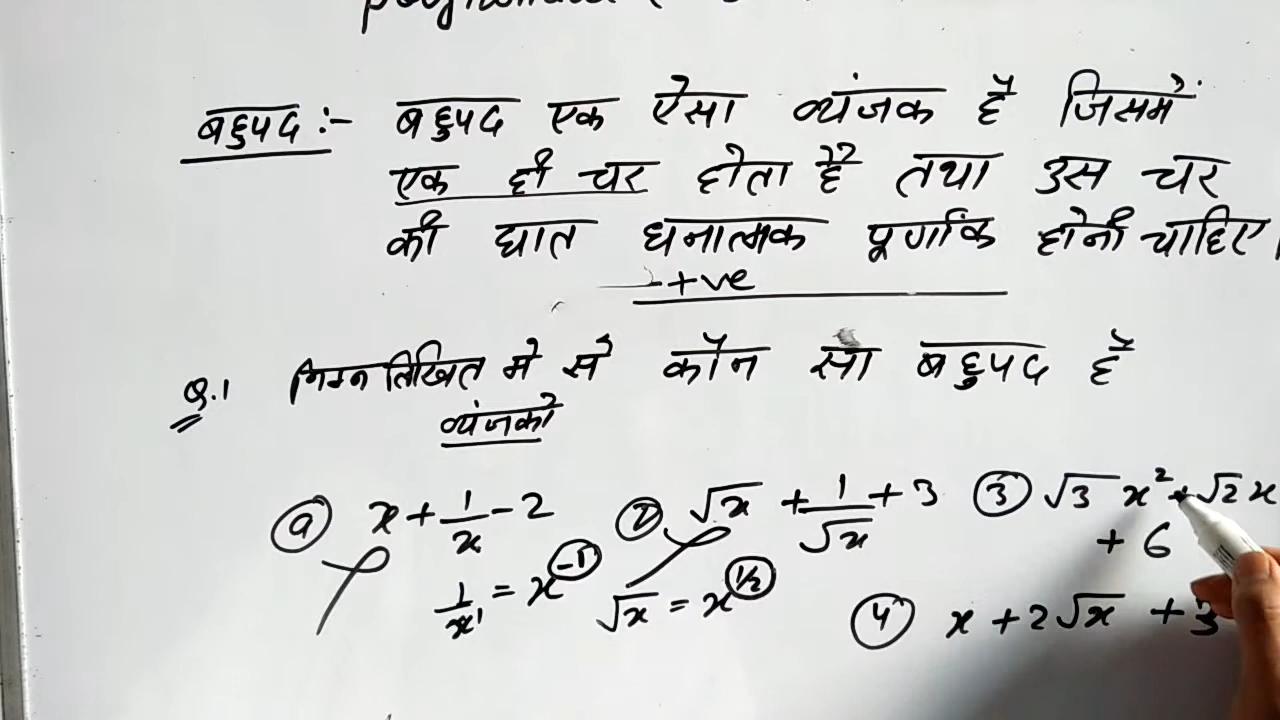 बहुपद :- बहुपद एक ऐसा व्यंजक है जिसमें
एक ही चर होता है तथा उस चर
की घात धनात्मक पूर्णांक होनी चाहिए।
+ve
Q.1 निम्नलिखित मे से कौन सा बहुपद है
व्यंजको
a x + 1/x - 2
1/x¹ = x⁻¹
2 √x + 1/√x + 3
√x = x^1/2
3 √3 x² + √2 x
+ 6
4 x + 2√x + 3